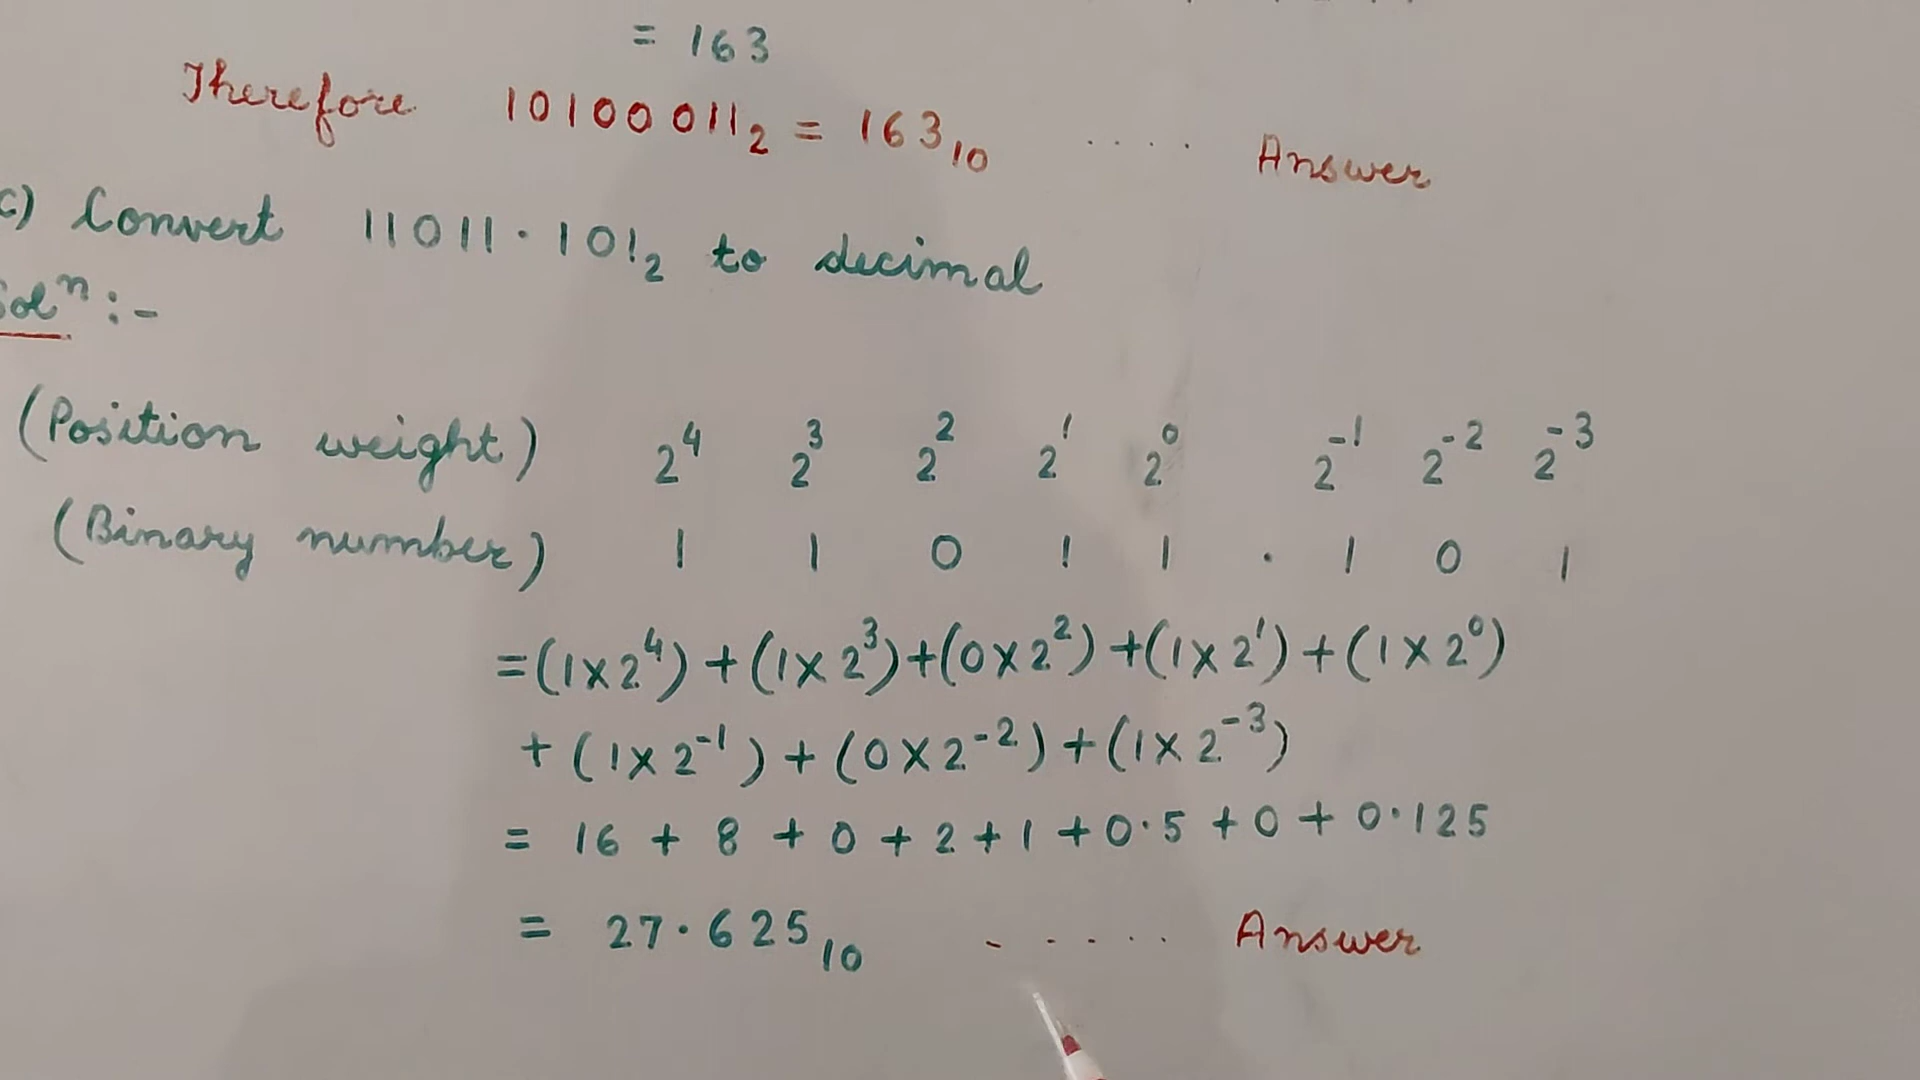 = 163
Therefore 10100011₂ = 163₁₀ .... Answer
c) Convert 11011.101₂ to decimal
Solⁿ :-
(Position weight) 2⁴ 2³ 2² 2¹ 2⁰ 2⁻¹ 2⁻² 2⁻³
(Binary number) 1 1 0 1 1 . 1 0 1
= (1 x 2⁴) + (1 x 2³) + (0 x 2²) + (1 x 2¹) + (1 x 2⁰)
+ (1 x 2⁻¹) + (0 x 2⁻²) + (1 x 2⁻³)
= 16 + 8 + 0 + 2 + 1 + 0.5 + 0 + 0.125
= 27.625₁₀ ..... Answer